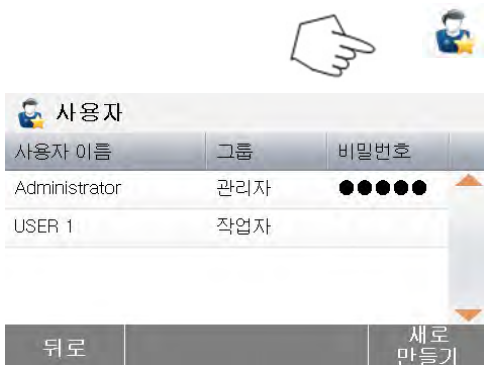 사용자
사용자 이름 그룹 비밀번호
Administrator 관리자 ●●●●●
USER 1 작업자
뒤로 새로
만들기